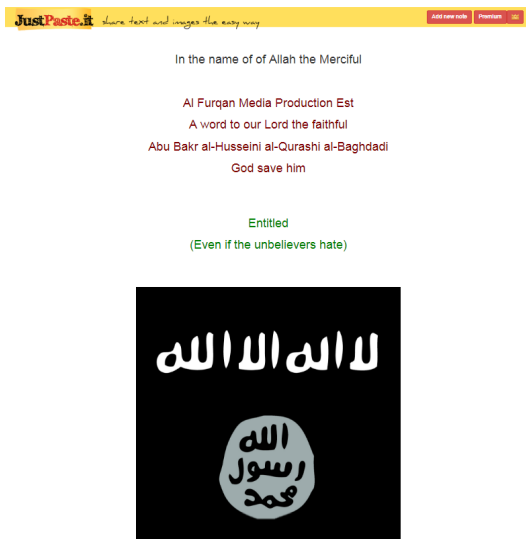 JustPaste.it share text and images the easy way
Add new note Premium
In the name of of Allah the Merciful
Al Furqan Media Production Est
A word to our Lord the faithful
Abu Bakr al-Husseini al-Qurashi al-Baghdadi
God save him
Entitled
(Even if the unbelievers hate)
لا اله الا الله
الله
رسول
محمد